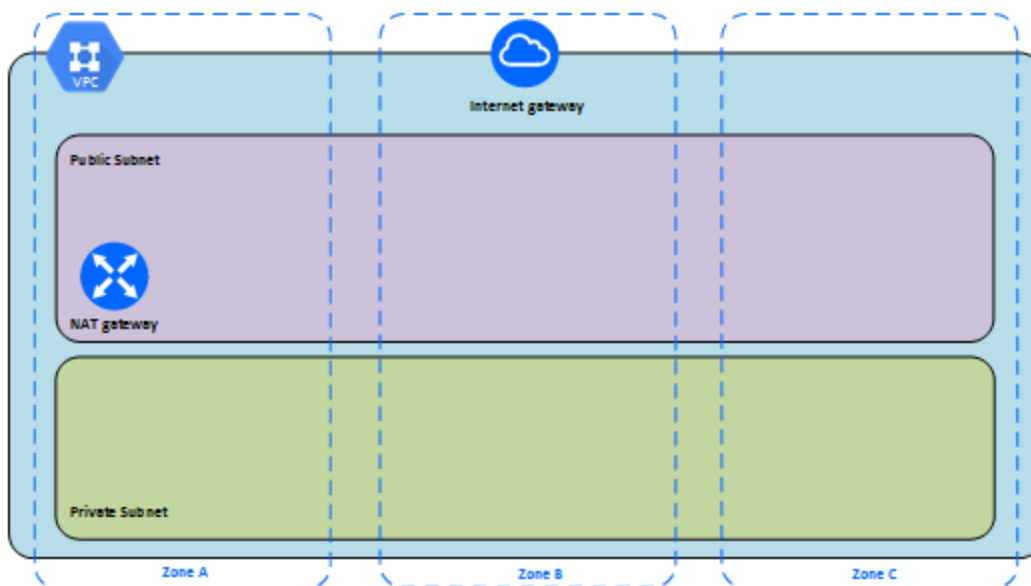 VPC
Internet gateway
Public Subnet
NAT gateway
Private Subnet
Zone A
Zone B
Zone C